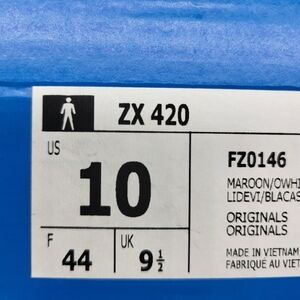 ZX 420
US
10
F
44
UK
9 1/2
FZ0146
MAROON/OWHI
LIDEVI/BLACAS
ORIGINALS
ORIGINALS
MADE IN VIETNAM
FABRIQUE AU VIET